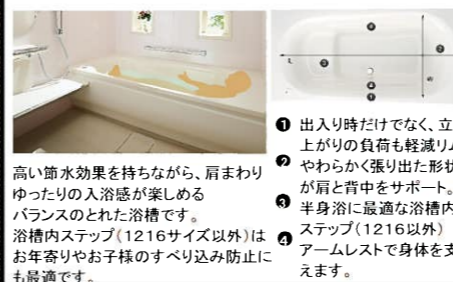 高い節水効果を持ちながら、肩まわり
ゆったりの入浴感が楽しめる
バランスのとれた浴槽です。
浴槽内ステップ(1216サイズ以外)は
お年寄りやお子様のすべり込み防止に
も最適です。
❶ 出入り時だけでなく、立
上がりの負荷も軽減リム
❷ やわらかく張り出た形状
が肩と背中をサポート。
❸ 半身浴に最適な浴槽内
ステップ(1216以外)
❹ アームレストで身体を支
えます。